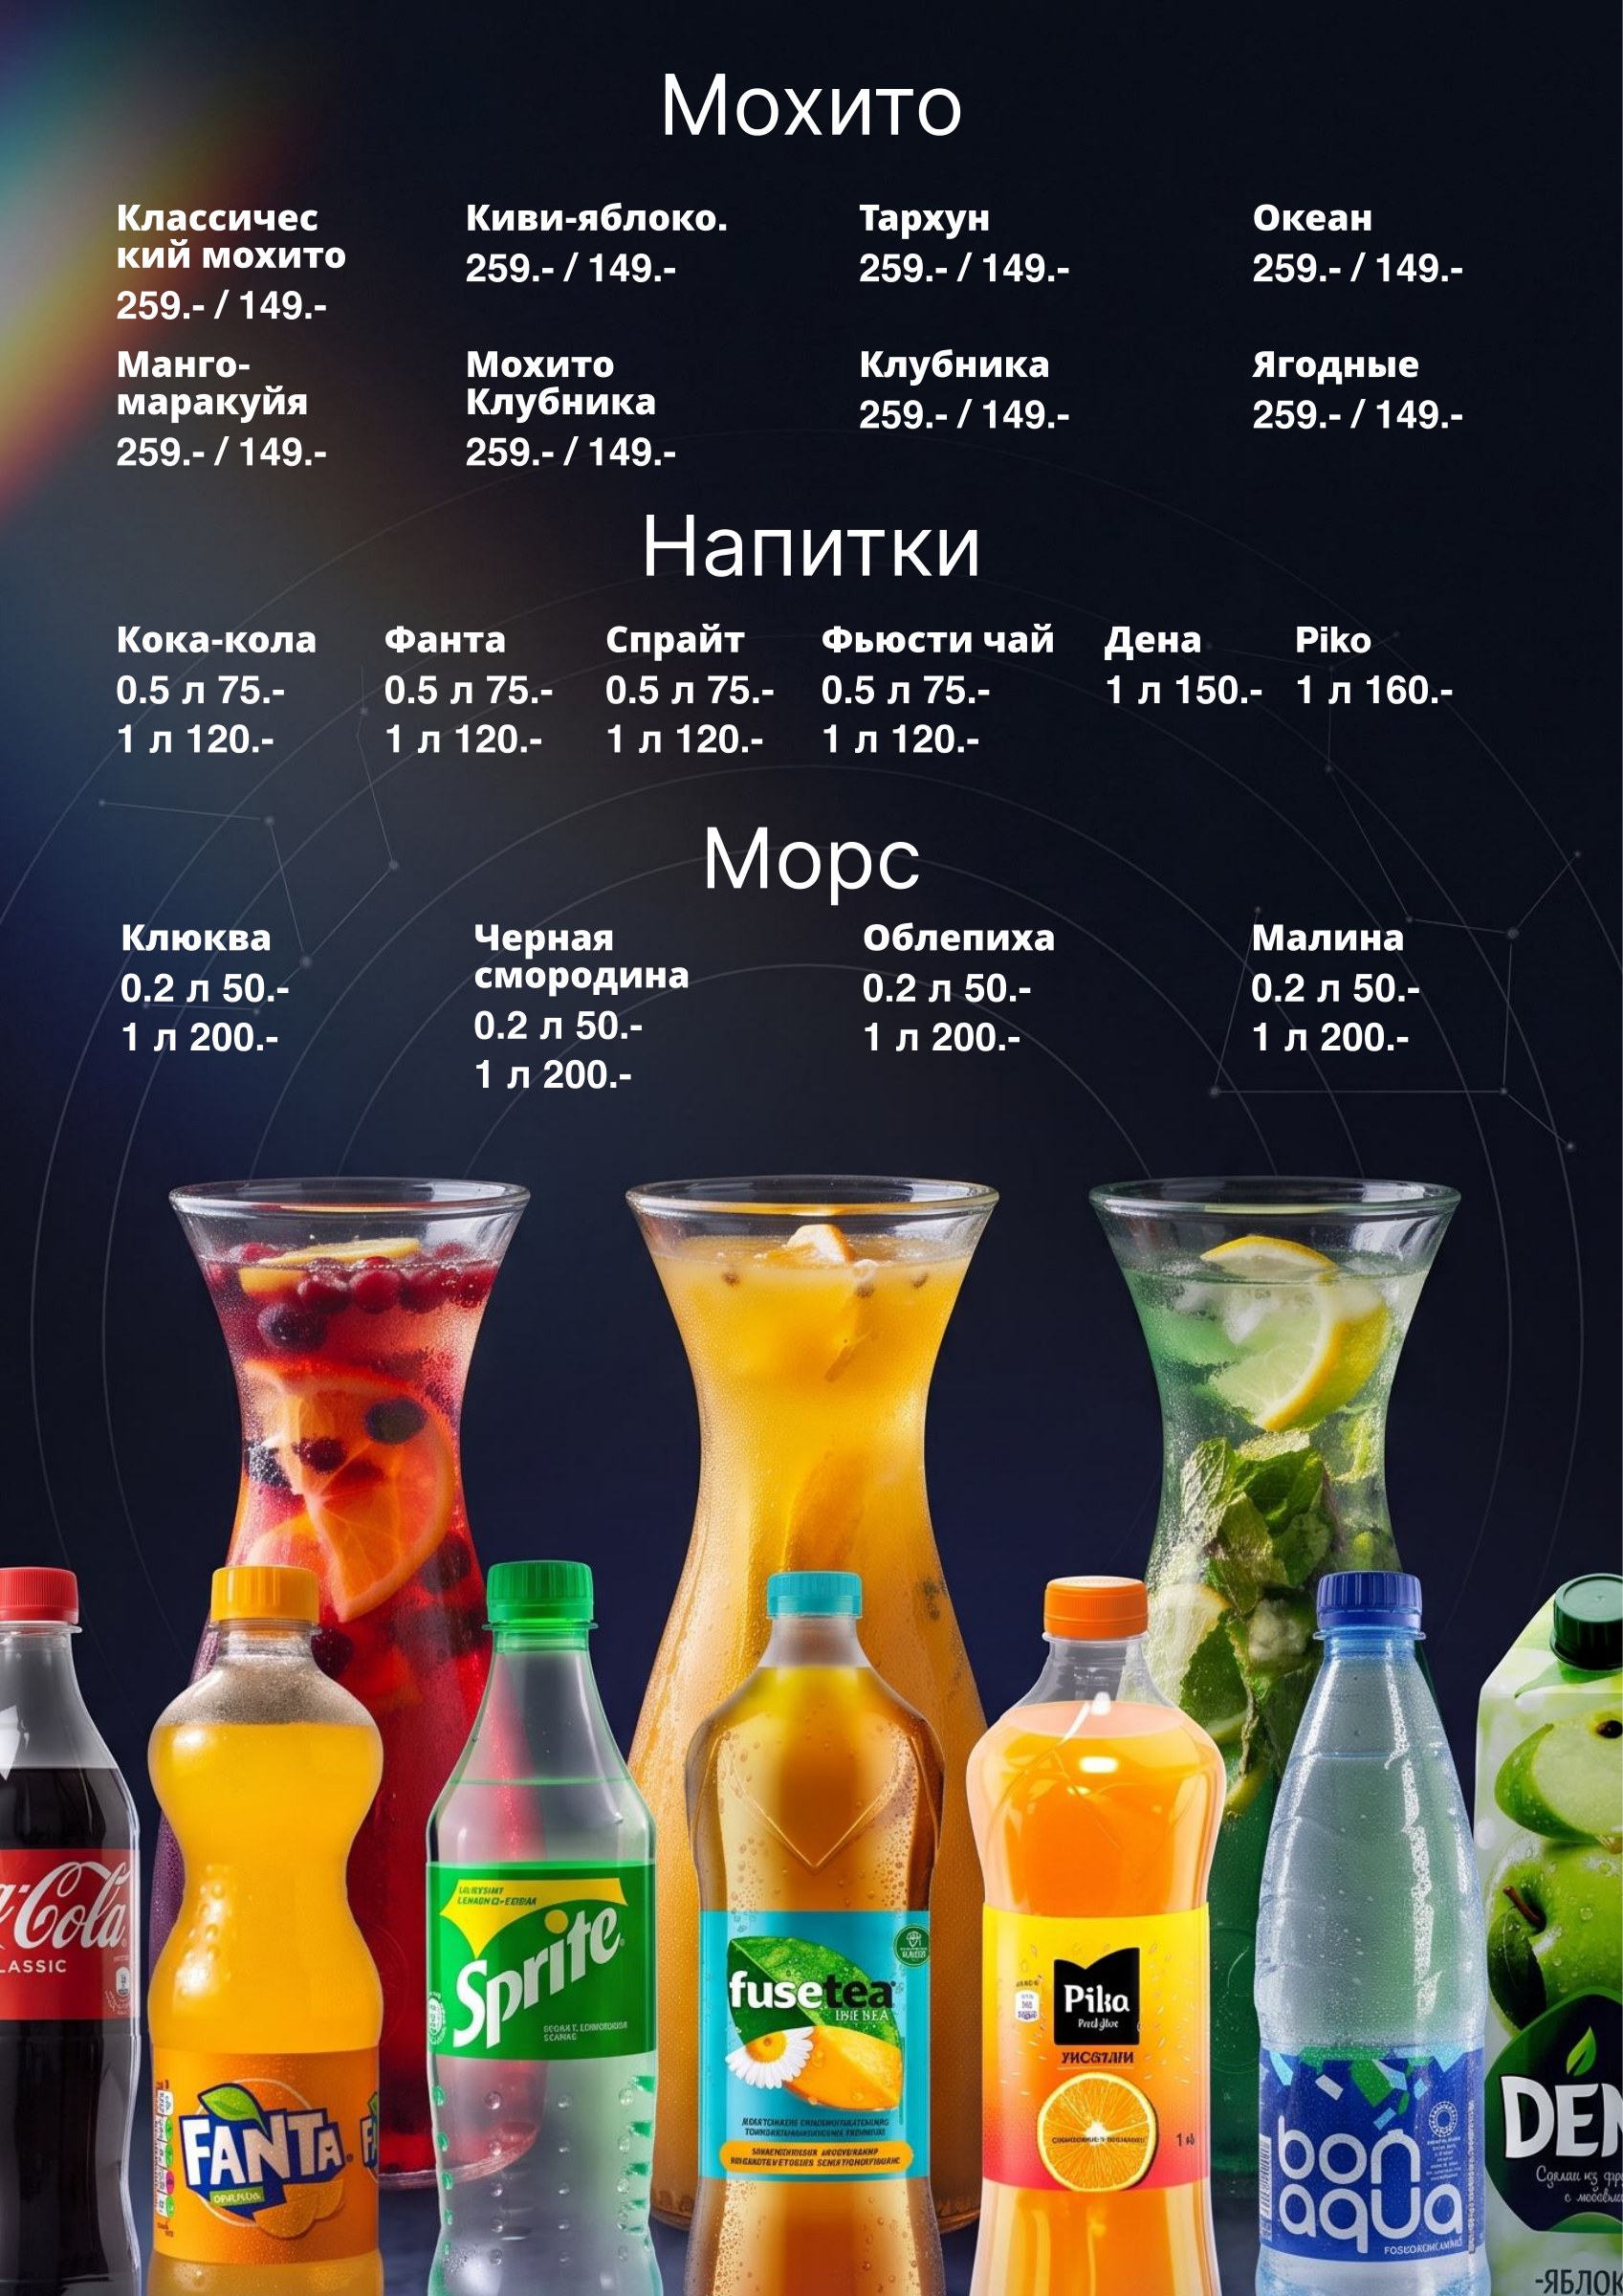 Мохито
Классичес
кий мохито
259.- / 149.-
Киви-яблоко.
259.- / 149.-
Тархун
259.- / 149.-
Океан
259.- / 149.-
Манго-
маракуйя
259.- / 149.-
Мохито
Клубника
259.- / 149.-
Клубника
259.- / 149.-
Ягодные
259.- / 149.-
Напитки
Кока-кола
0.5 л 75.-
1 л 120.-
Фанта
0.5 л 75.-
1 л 120.-
Спрайт
0.5 л 75.-
1 л 120.-
Фьюсти чай
0.5 л 75.-
1 л 120.-
Дена
1 л 150.-
Piko
1 л 160.-
Морс
Клюква
0.2 л 50.-
1 л 200.-
Черная
смородина
0.2 л 50.-
1 л 200.-
Облепиха
0.2 л 50.-
1 л 200.-
Малина
0.2 л 50.-
1 л 200.-
Cola
LASSIC
FANTA
Sprite
fusetea
Pika
bon
aqua
DEN
-ЯБЛОК